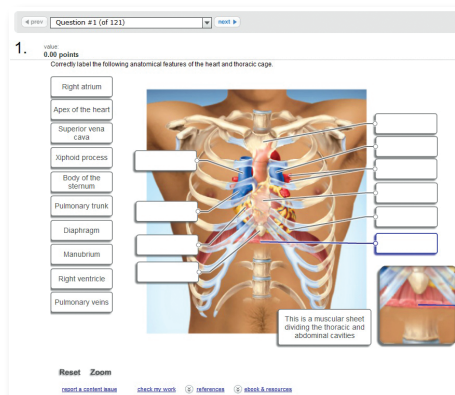 prev Question #1 (of 121) next
1.
value:
0.00 points
Correctly label the following anatomical features of the heart and thoracic cage.
Right atrium
Apex of the heart
Superior vena
cava
Xiphoid process
Body of the
sternum
Pulmonary trunk
Diaphragm
Manubrium
Right ventricle
Pulmonary veins
This is a muscular sheet
dividing the thoracic and
abdominal cavities
Reset Zoom
report a content issue check my work references ebook & resources